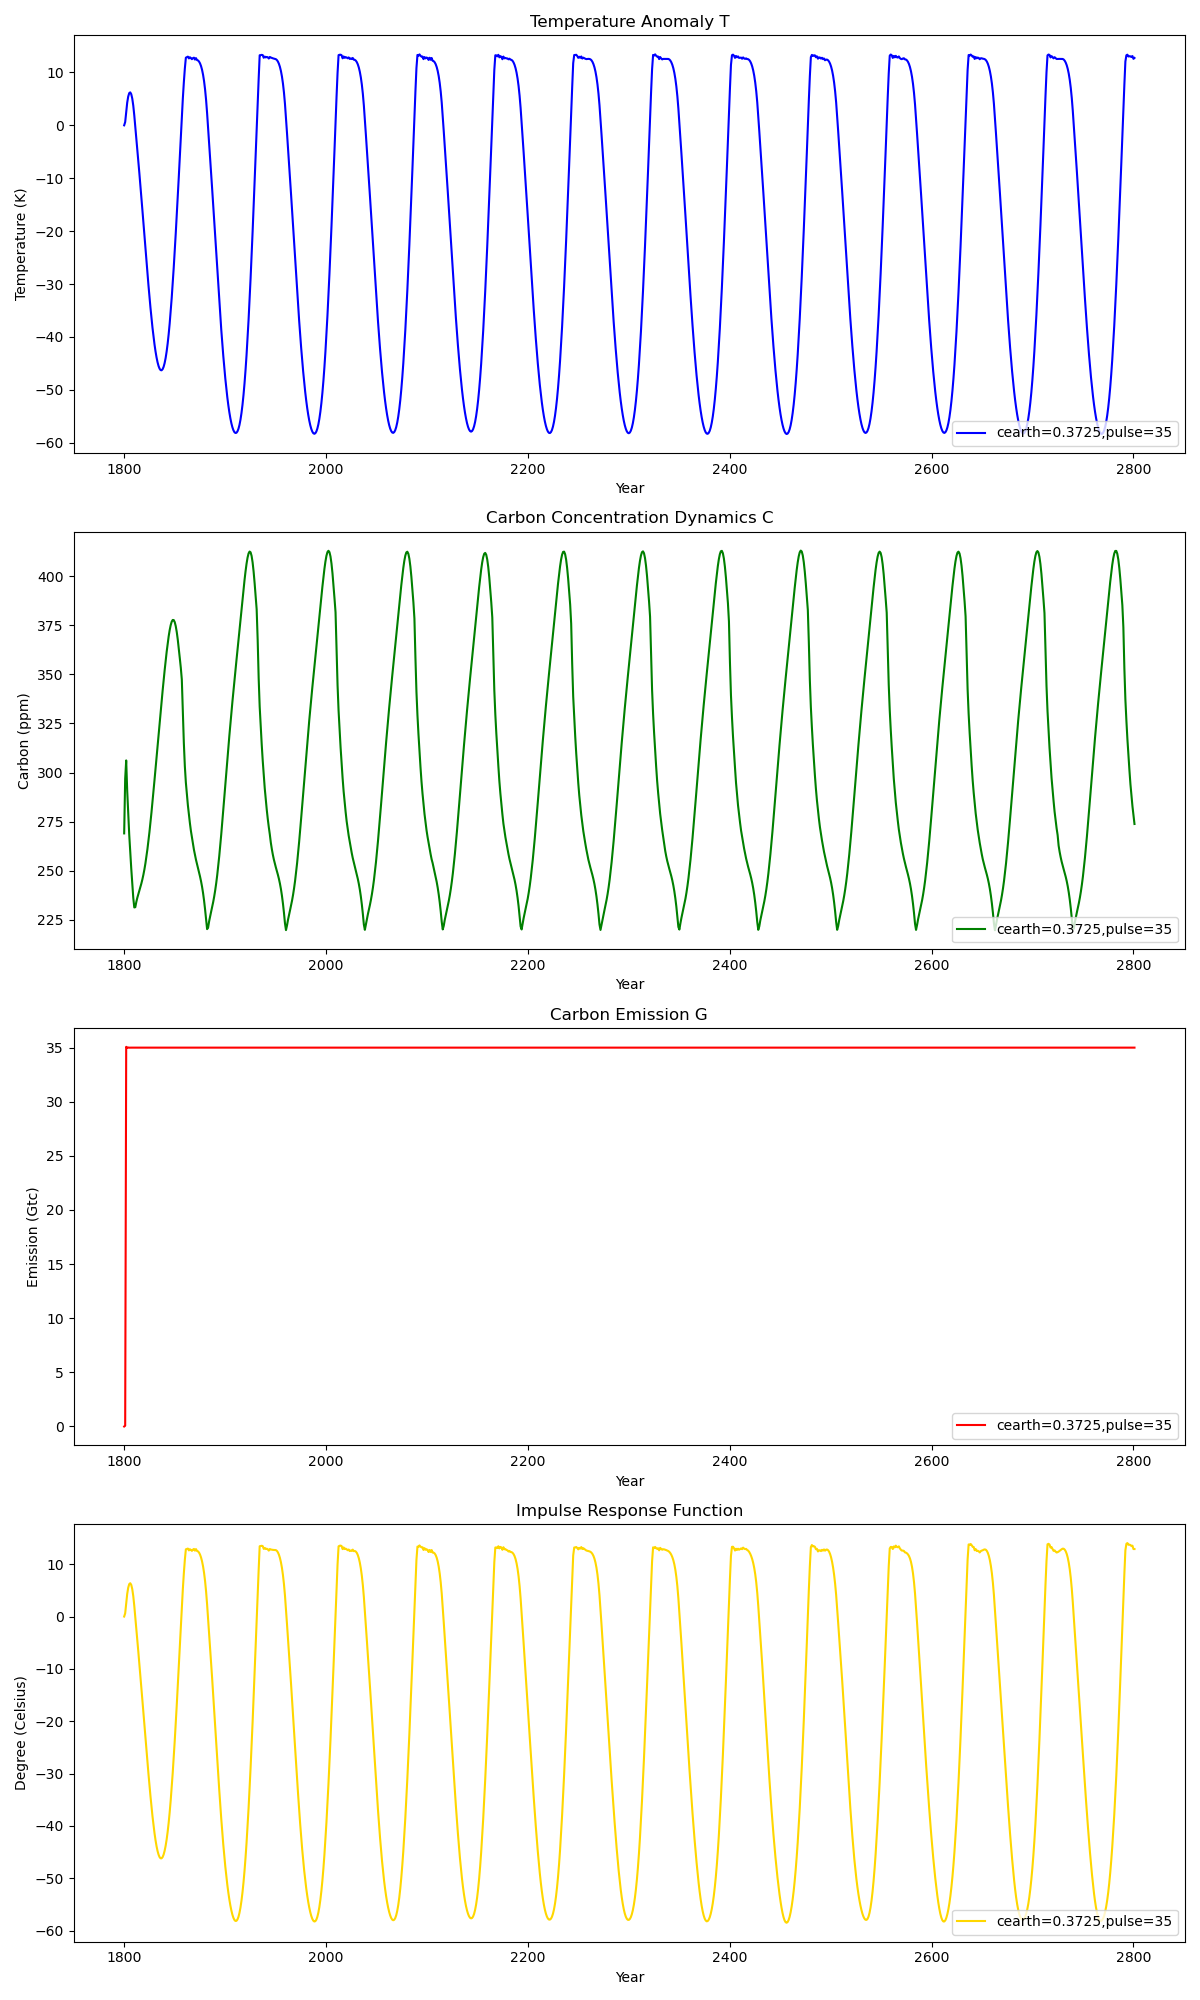 Temperature Anomaly T
10
0
−10
−20
−30
−40
−50
−60
Temperature (K)
cearth=0.3725,pulse=35
1800 2000 2200 2400 2600 2800
Year
Carbon Concentration Dynamics C
400
375
350
325
300
275
250
225
Carbon (ppm)
cearth=0.3725,pulse=35
1800 2000 2200 2400 2600 2800
Year
Carbon Emission G
35
30
25
20
15
10
5
0
Emission (Gtc)
cearth=0.3725,pulse=35
1800 2000 2200 2400 2600 2800
Year
Impulse Response Function
10
0
−10
−20
−30
−40
−50
−60
Degree (Celsius)
cearth=0.3725,pulse=35
1800 2000 2200 2400 2600 2800
Year